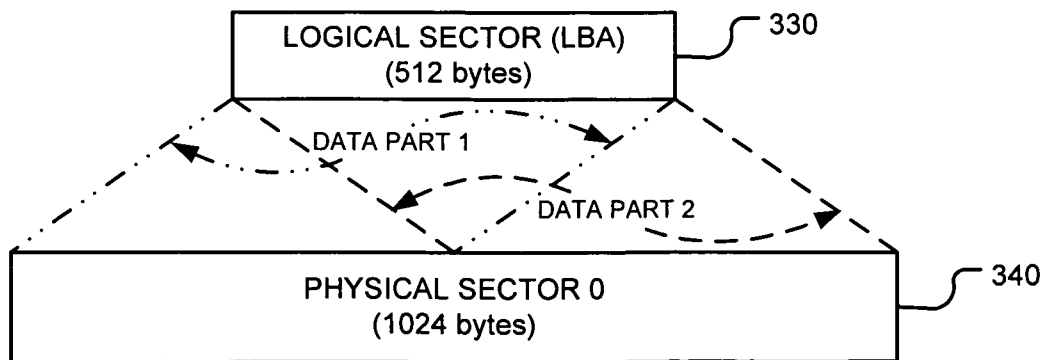 LOGICAL SECTOR (LBA)
(512 bytes)
330
DATA PART 1
DATA PART 2
PHYSICAL SECTOR 0
(1024 bytes)
340